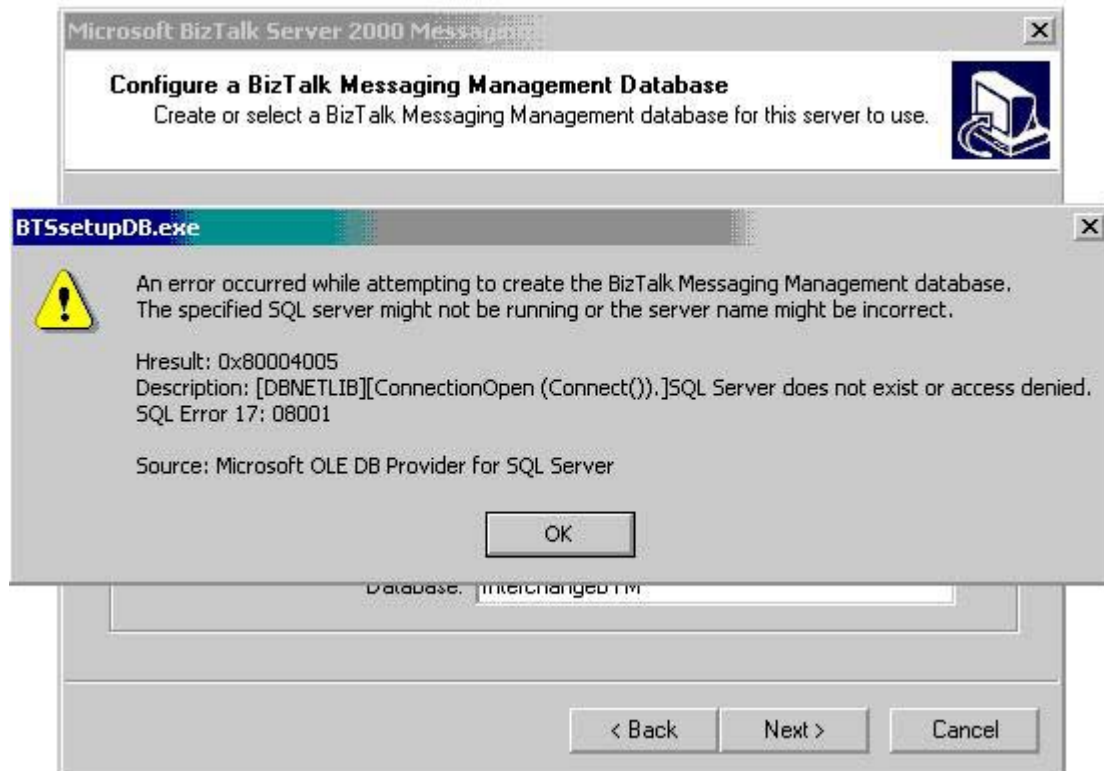 Microsoft BizTalk Server 2000 Messaging
Configure a BizTalk Messaging Management Database
Create or select a BizTalk Messaging Management database for this server to use.
BTSsetupDB.exe
An error occurred while attempting to create the BizTalk Messaging Management database.
The specified SQL server might not be running or the server name might be incorrect.
Hresult: 0x80004005
Description: [DBNETLIB][ConnectionOpen (Connect()).]SQL Server does not exist or access denied.
SQL Error 17: 08001
Source: Microsoft OLE DB Provider for SQL Server
OK
Database: InterchangeBTM
< Back Next > Cancel